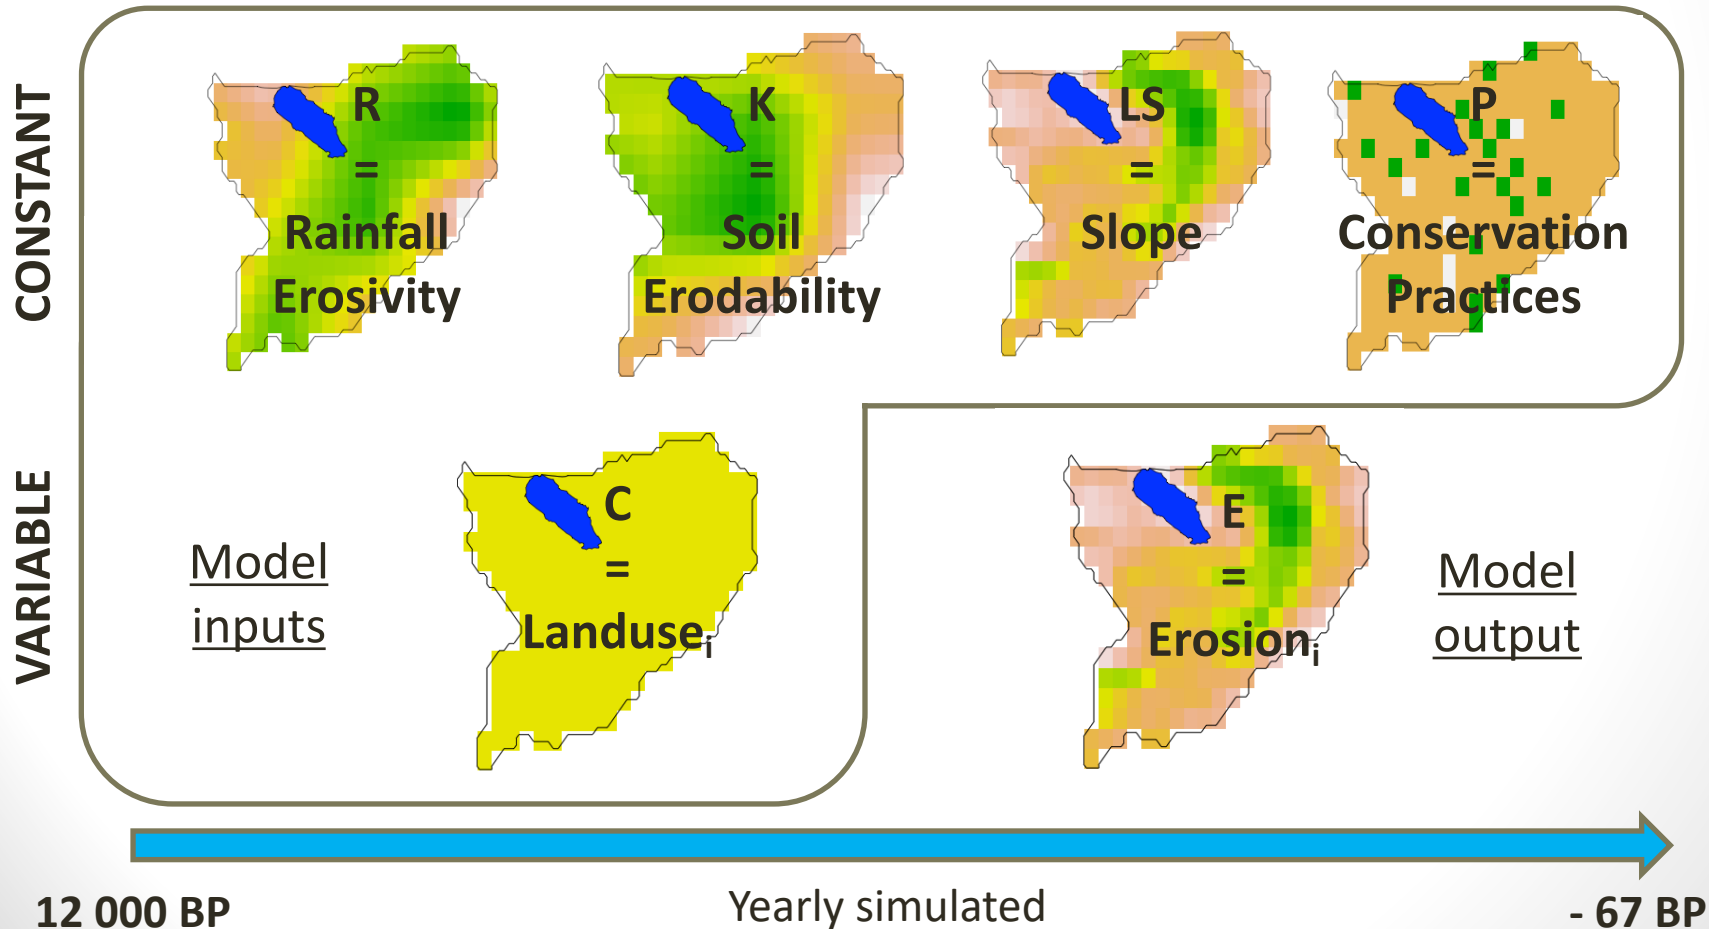 CONSTANT
R
=
Rainfall
Erosivity
K
=
Soil
Erodability
LS
=
Slope
P
=
Conservation
Practices
VARIABLE
Model
inputs
C
=
Landuseᵢ
E
=
Erosionᵢ
Model
output
12 000 BP
Yearly simulated
- 67 BP